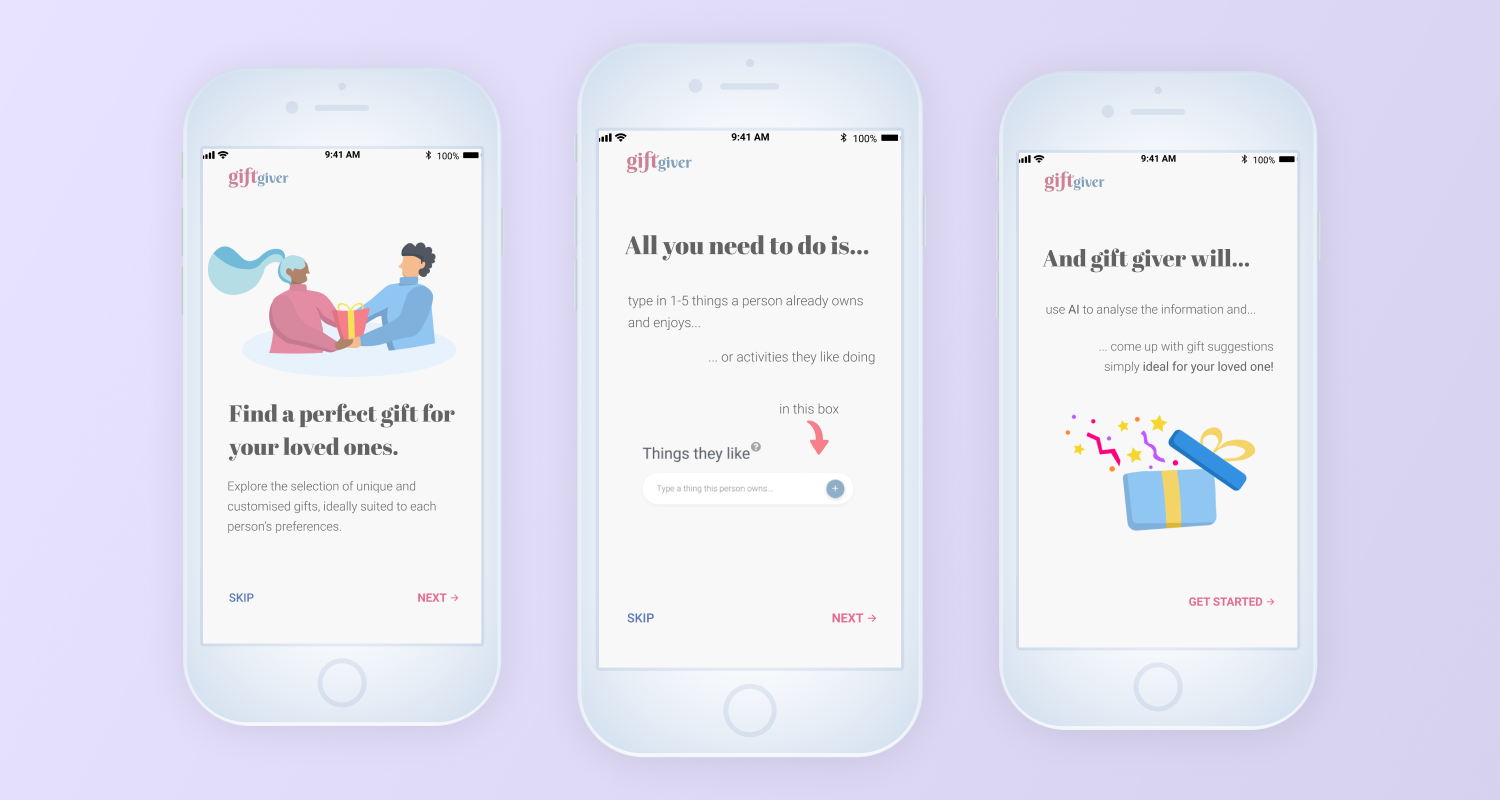 9:41 AM
100%
giftgiver
Find a perfect gift for
your loved ones.
Explore the selection of unique and
customised gifts, ideally suited to each
person's preferences.
SKIP
NEXT →
9:41 AM
100%
giftgiver
All you need to do is...
type in 1-5 things a person already owns
and enjoys...
... or activities they like doing
in this box
Things they like?
Type a thing this person owns...
+
SKIP
NEXT →
9:41 AM
100%
giftgiver
And gift giver will...
use AI to analyse the information and...
... come up with gift suggestions
simply ideal for your loved one!
GET STARTED →